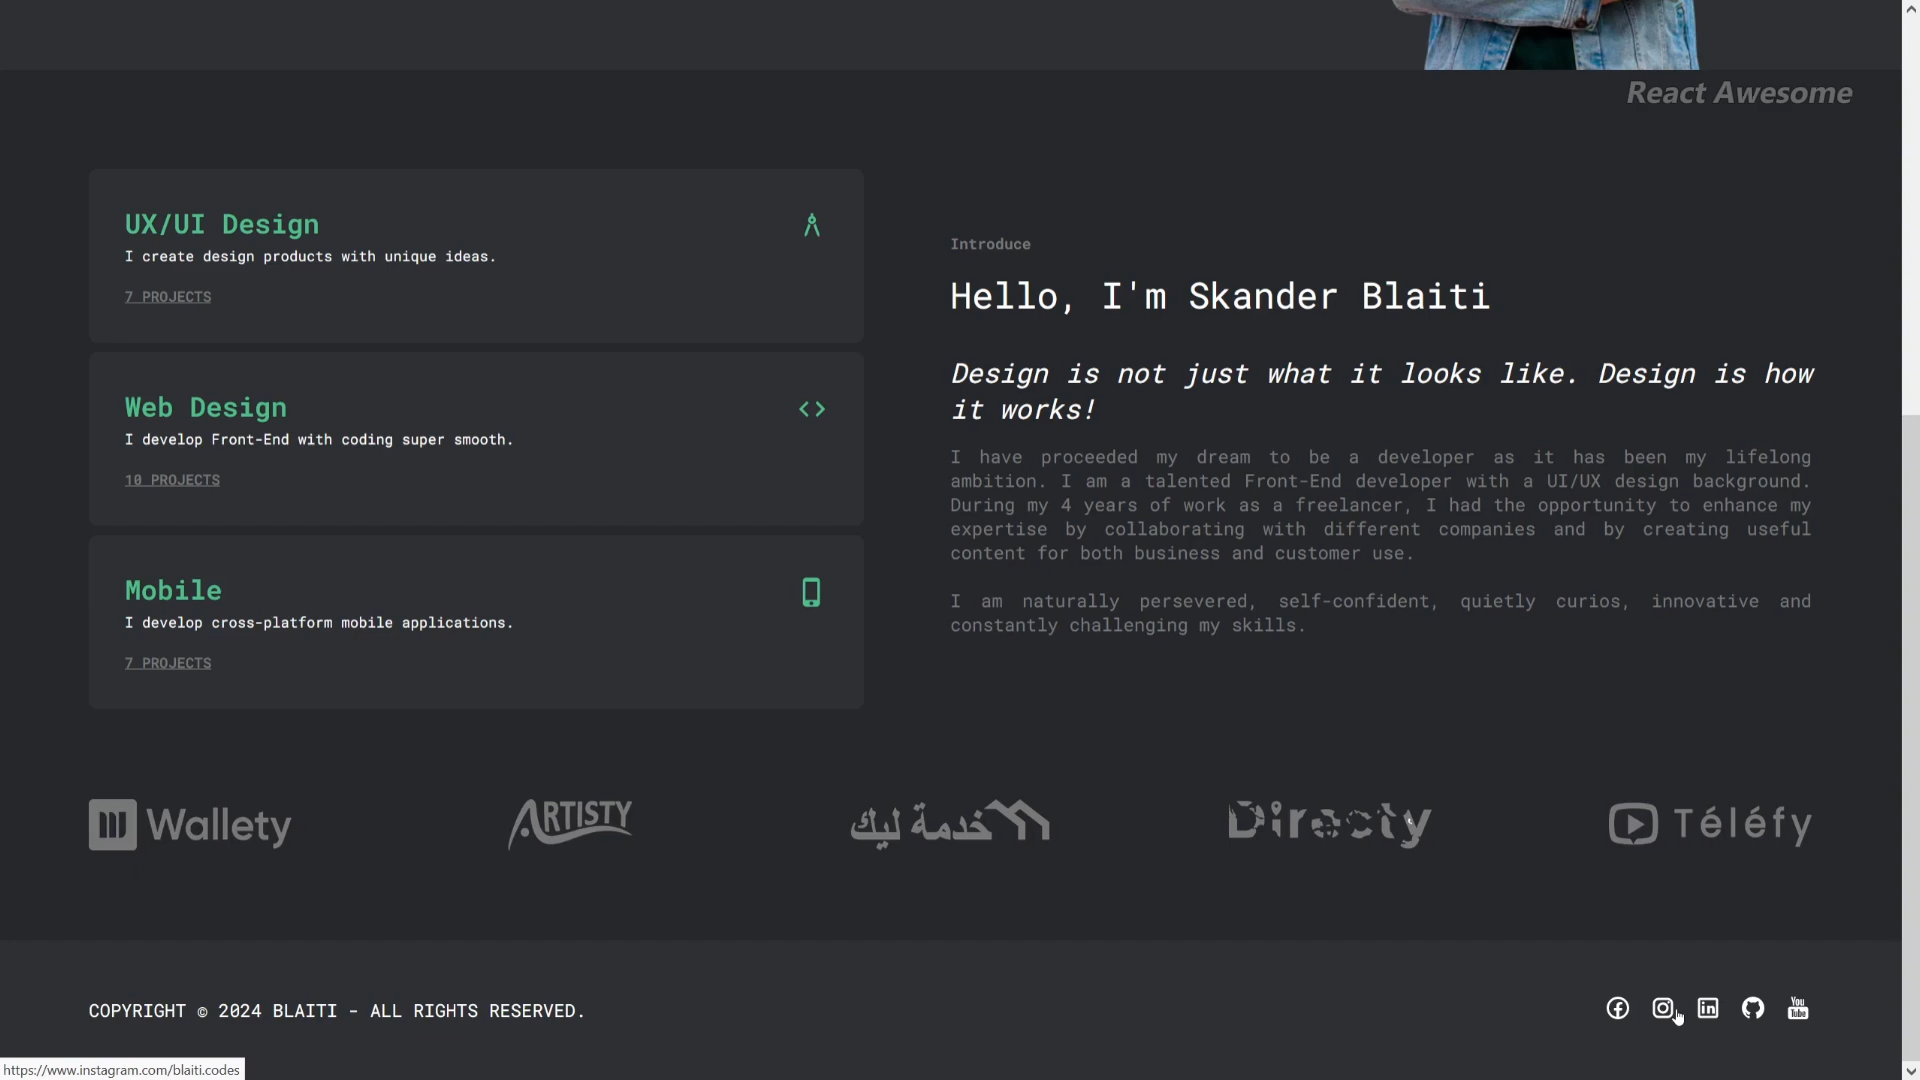 React Awesome
UX/UI Design
I create design products with unique ideas.
7 PROJECTS
Web Design
I develop Front-End with coding super smooth.
10 PROJECTS
Mobile
I develop cross-platform mobile applications.
7 PROJECTS
Introduce
Hello, I'm Skander Blaiti
Design is not just what it looks like. Design is how
it works!
I have proceeded my dream to be a developer as it has been my lifelong
ambition. I am a talented Front-End developer with a UI/UX design background.
During my 4 years of work as a freelancer, I had the opportunity to enhance my
expertise by collaborating with different companies and by creating useful
content for both business and customer use.
I am naturally persevered, self-confident, quietly curios, innovative and
constantly challenging my skills.
Wallety
ARTISTY
خدمة ليك
Directy
Téléfy
COPYRIGHT © 2024 BLAITI - ALL RIGHTS RESERVED.
You
Tube
https://www.instagram.com/blaiti.codes